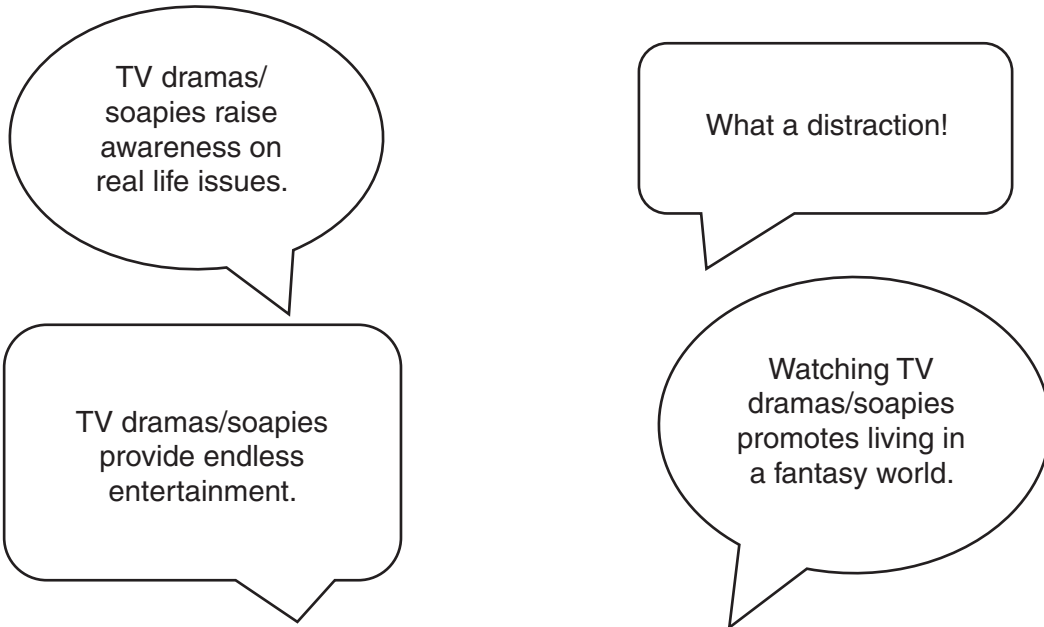 TV dramas/
soapies raise
awareness on
real life issues.
What a distraction!
TV dramas/soapies
provide endless
entertainment.
Watching TV
dramas/soapies
promotes living in
a fantasy world.